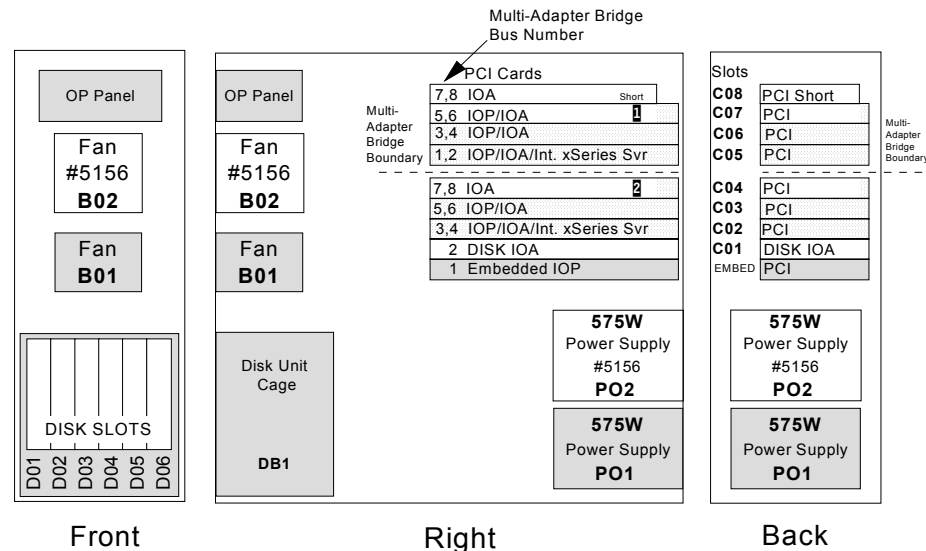 Multi-Adapter Bridge
Bus Number
OP Panel
Fan
#5156
B02
Fan
B01
DISK SLOTS
D01
D02
D03
D04
D05
D06
Front
OP Panel
Fan
#5156
B02
Fan
B01
Disk Unit
Cage
DB1
PCI Cards
Multi-
Adapter
Bridge
Boundary
7,8 IOA Short
5,6 IOP/IOA 1
3,4 IOP/IOA
1,2 IOP/IOA/Int. xSeries Svr
7,8 IOA 2
5,6 IOP/IOA
3,4 IOP/IOA/Int. xSeries Svr
2 DISK IOA
1 Embedded IOP
575W
Power Supply
#5156
PO2
575W
Power Supply
PO1
Right
Slots
C08 PCI Short
C07 PCI
C06 PCI
C05 PCI
Multi-
Adapter
Bridge
Boundary
C04 PCI
C03 PCI
C02 PCI
C01 DISK IOA
EMBED PCI
575W
Power Supply
#5156
PO2
575W
Power Supply
PO1
Back